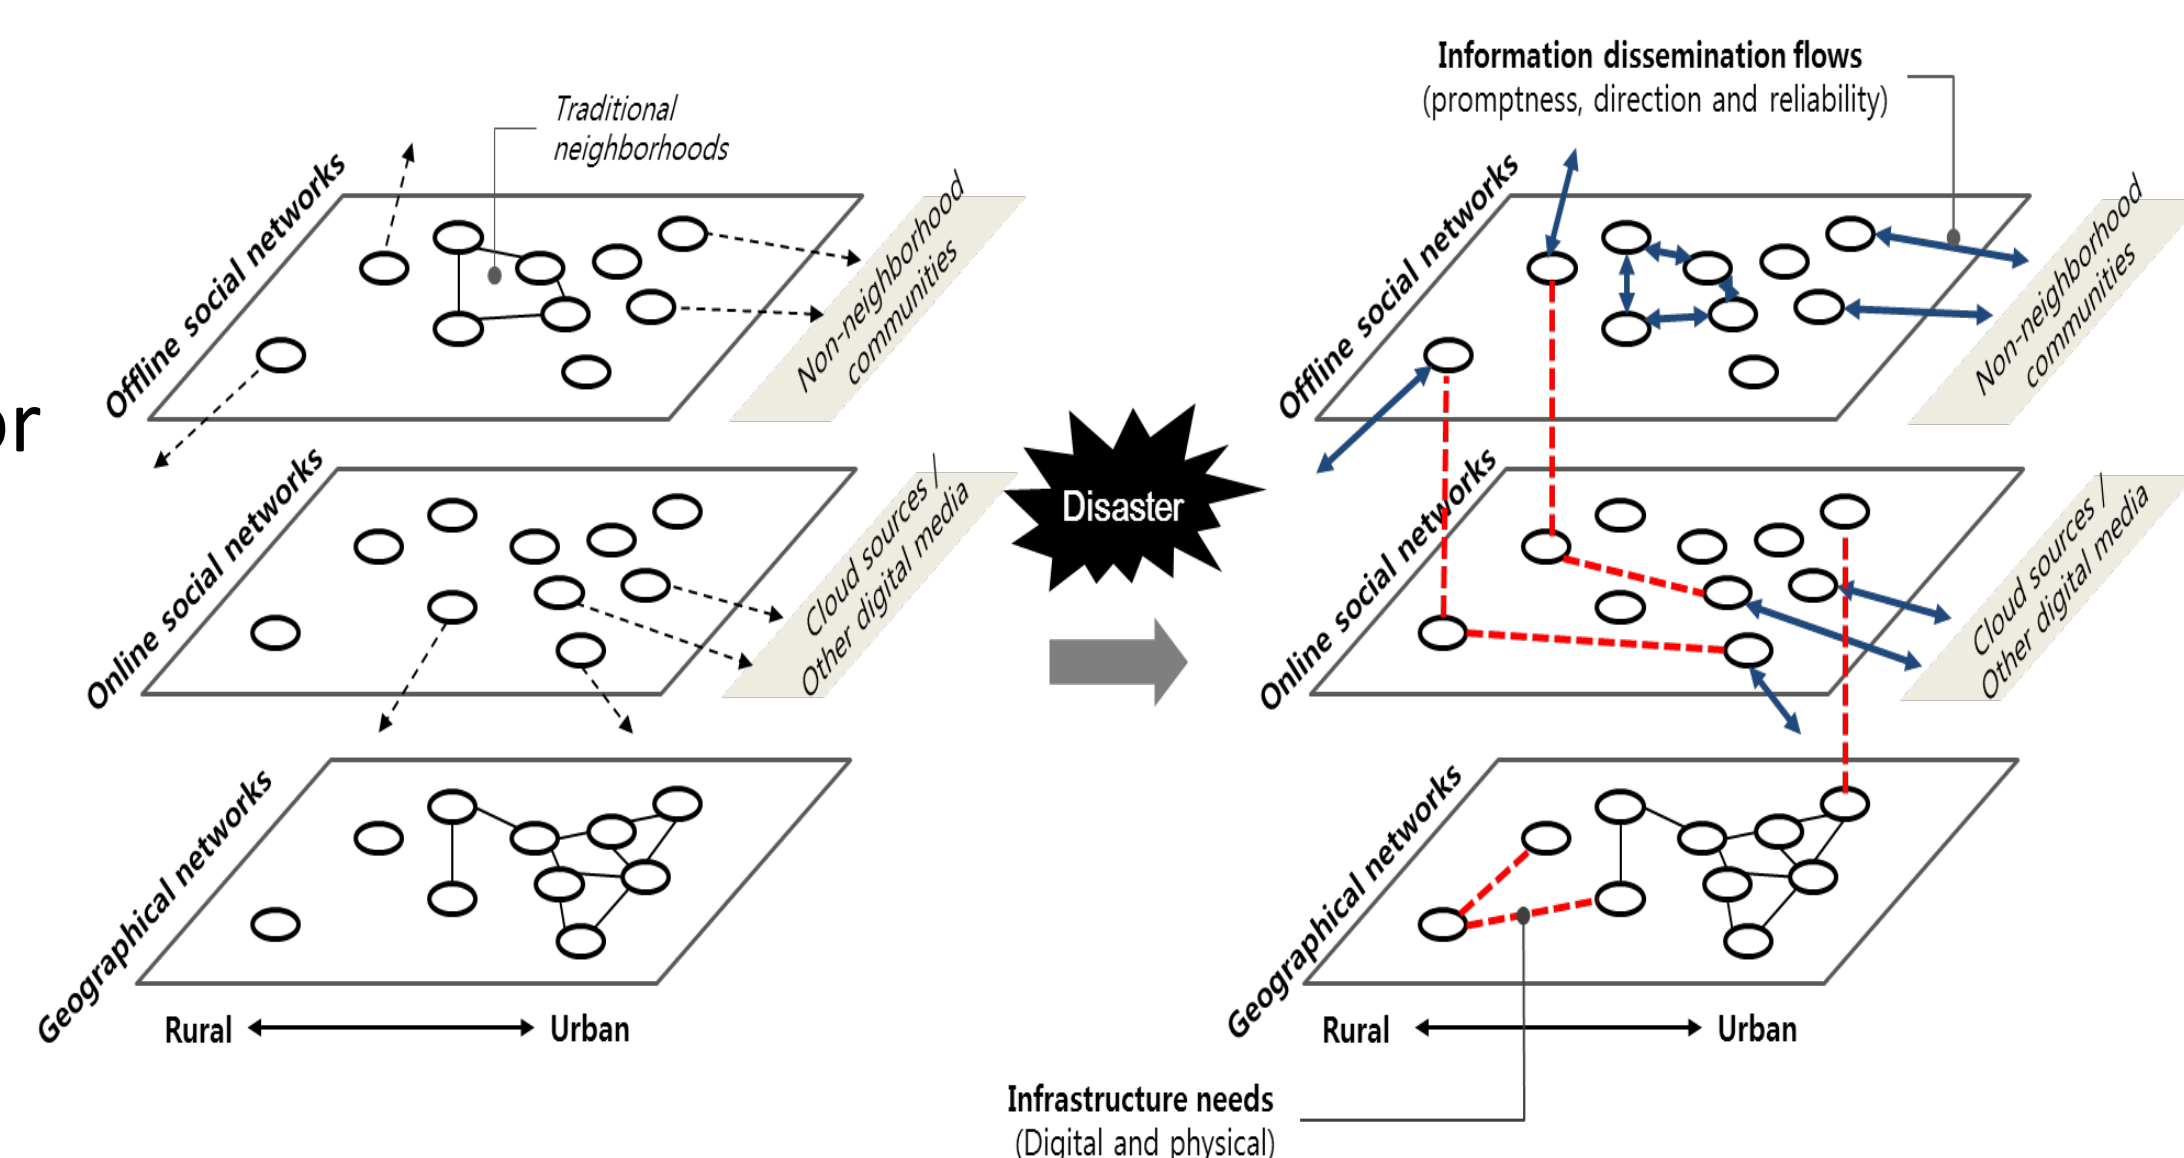 or
Traditional
neighborhoods
Offline social networks
Non-neighborhood
communities
Online social networks
Cloud sources /
Other digital media
Geographical networks
Rural
Urban
Disaster
Information dissemination flows
(promptness, direction and reliability)
Offline social networks
Non-neighborhood
communities
Online social networks
Cloud sources /
Other digital media
Geographical networks
Rural
Urban
Infrastructure needs
(Digital and physical)